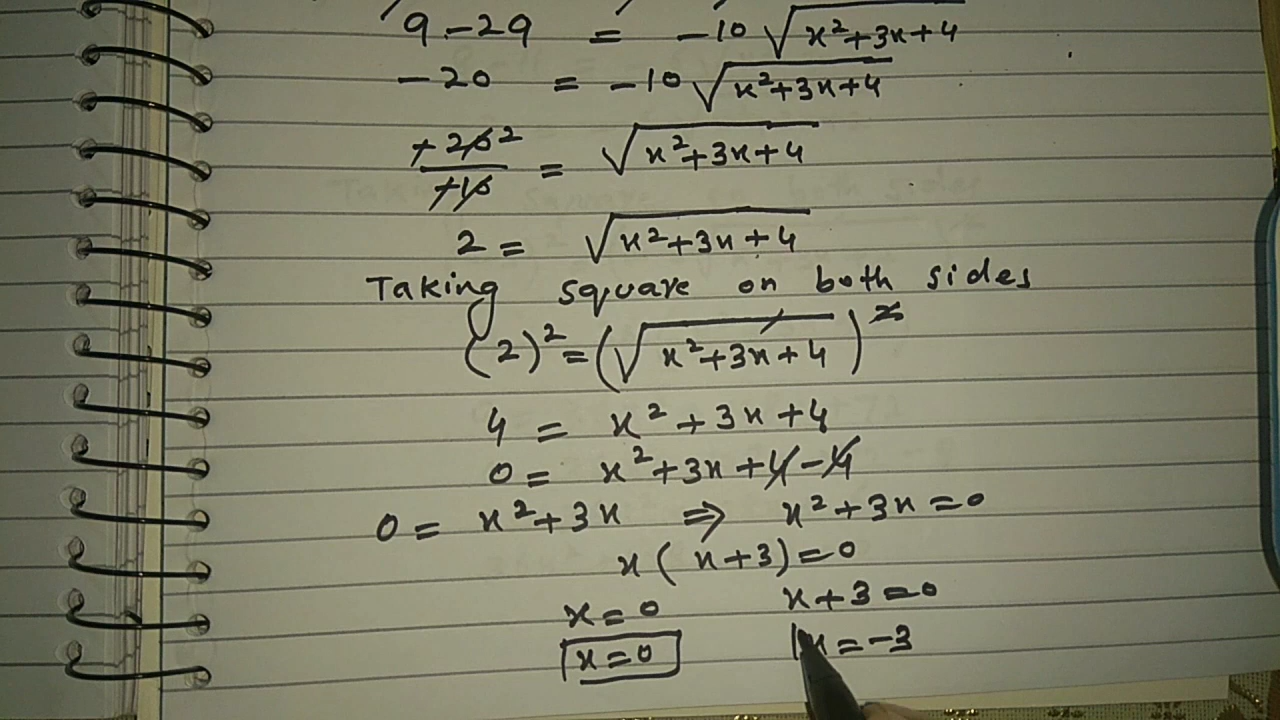 9 - 29 = -10 √(x²+3x+4)
-20 = -10 √(x²+3x+4)
-20 2 / -10 = √(x²+3x+4)
2 = √(x²+3x+4)
Taking square on both sides
(2)² = (√(x²+3x+4))²
4 = x² + 3x + 4
0 = x² + 3x + 4 - 4
0 = x² + 3x ⇒ x² + 3x = 0
x ( x + 3 ) = 0
x = 0 x + 3 = 0
x = 0 x = -3